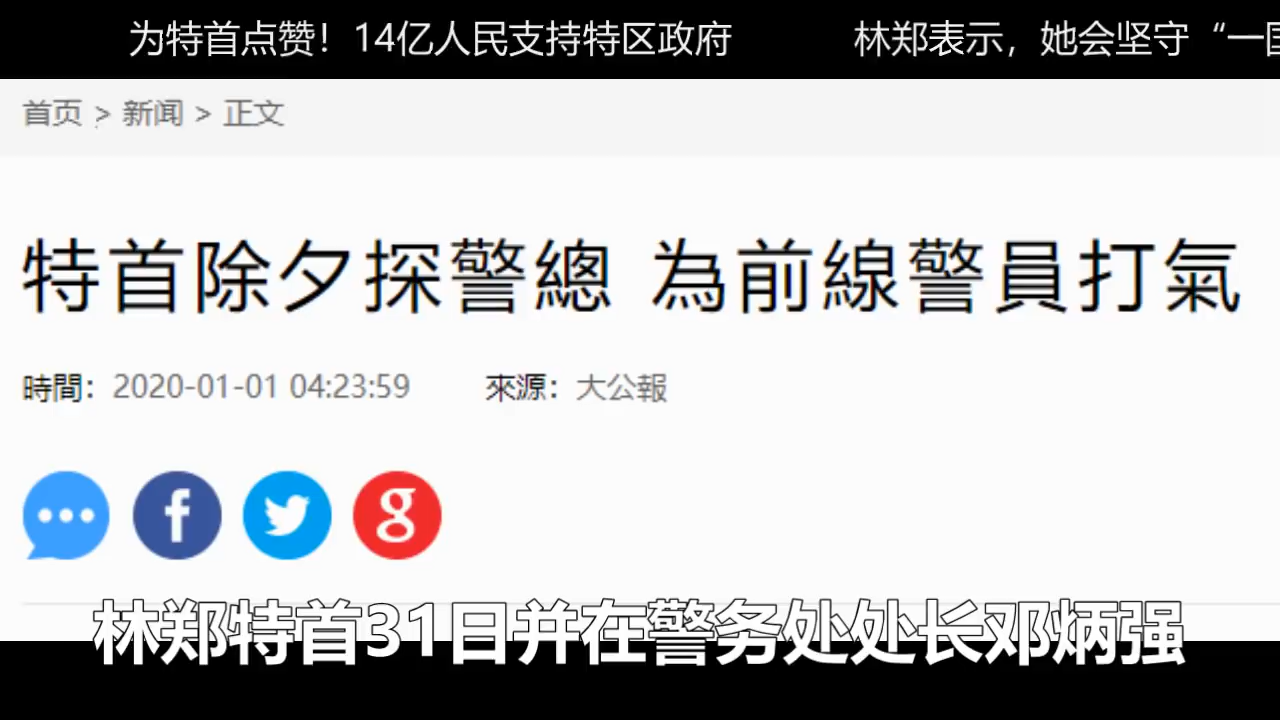 为特首点赞！14亿人民支持特区政府 林郑表示，她会坚守“一国
首页 > 新闻 > 正文
特首除夕探警總 為前線警員打氣
時間：2020-01-01 04:23:59 來源：大公報
林郑特首31日并在警务处处长邓炳强